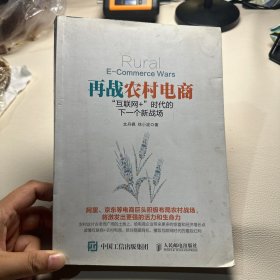 Rural
E-Commerce Wars
再战农村电商
“互联网+”时代的
下一个新战场
著
阿里、京东等电商巨头积极布局农村战场，
将激发出更强的活力和生命力
中国工信出版集团
人民邮电出版社